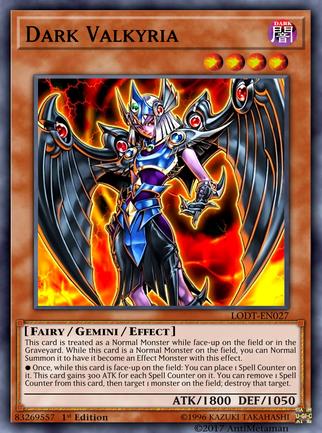 Dark Valkyria
DARK
闇
LODT-EN027
[Fairy / Gemini / Effect]
This card is treated as a Normal Monster while face-up on the field or in the
Graveyard. While this card is a Normal Monster on the field, you can Normal
Summon it to have it become an Effect Monster with this effect.
● Once, while this card is face-up on the field: You can place 1 Spell Counter on
it. This card gains 300 ATK for each Spell Counter on it. You can remove 1 Spell
Counter from this card, then target 1 monster on the field; destroy that target.
ATK/1800 DEF/1050
83269557 1st Edition ©1996 KAZUKI TAKAHASHI
©2017 AntiMetaman